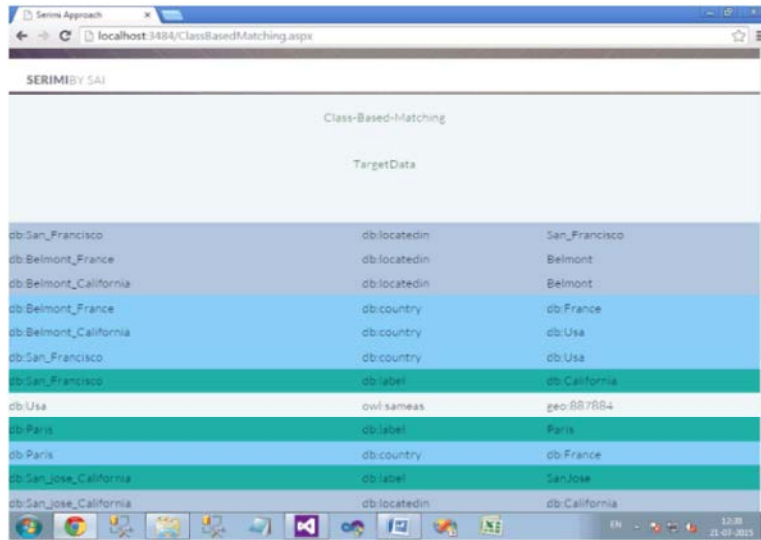 Serimi Approach
localhost:3484/ClassBasedMatching.aspx
SERIMIBY SAI
Class-Based-Matching
TargetData
db:San_Francisco db:locatedin San_Francisco
db:Belmont_France db:locatedin Belmont
db:Belmont_California db:locatedin Belmont
db:Belmont_France db:country db:France
db:Belmont_California db:country db:Usa
db:San_Francisco db:country db:Usa
db:San_Francisco db:label db:California
db:Usa owl:sameas geo:887884
db:Paris db:label Paris
db:Paris db:country db:France
db:San_jose_California db:label SanJose
db:San_jose_California db:locatedin db:California
EN 12:38
21-07-2015